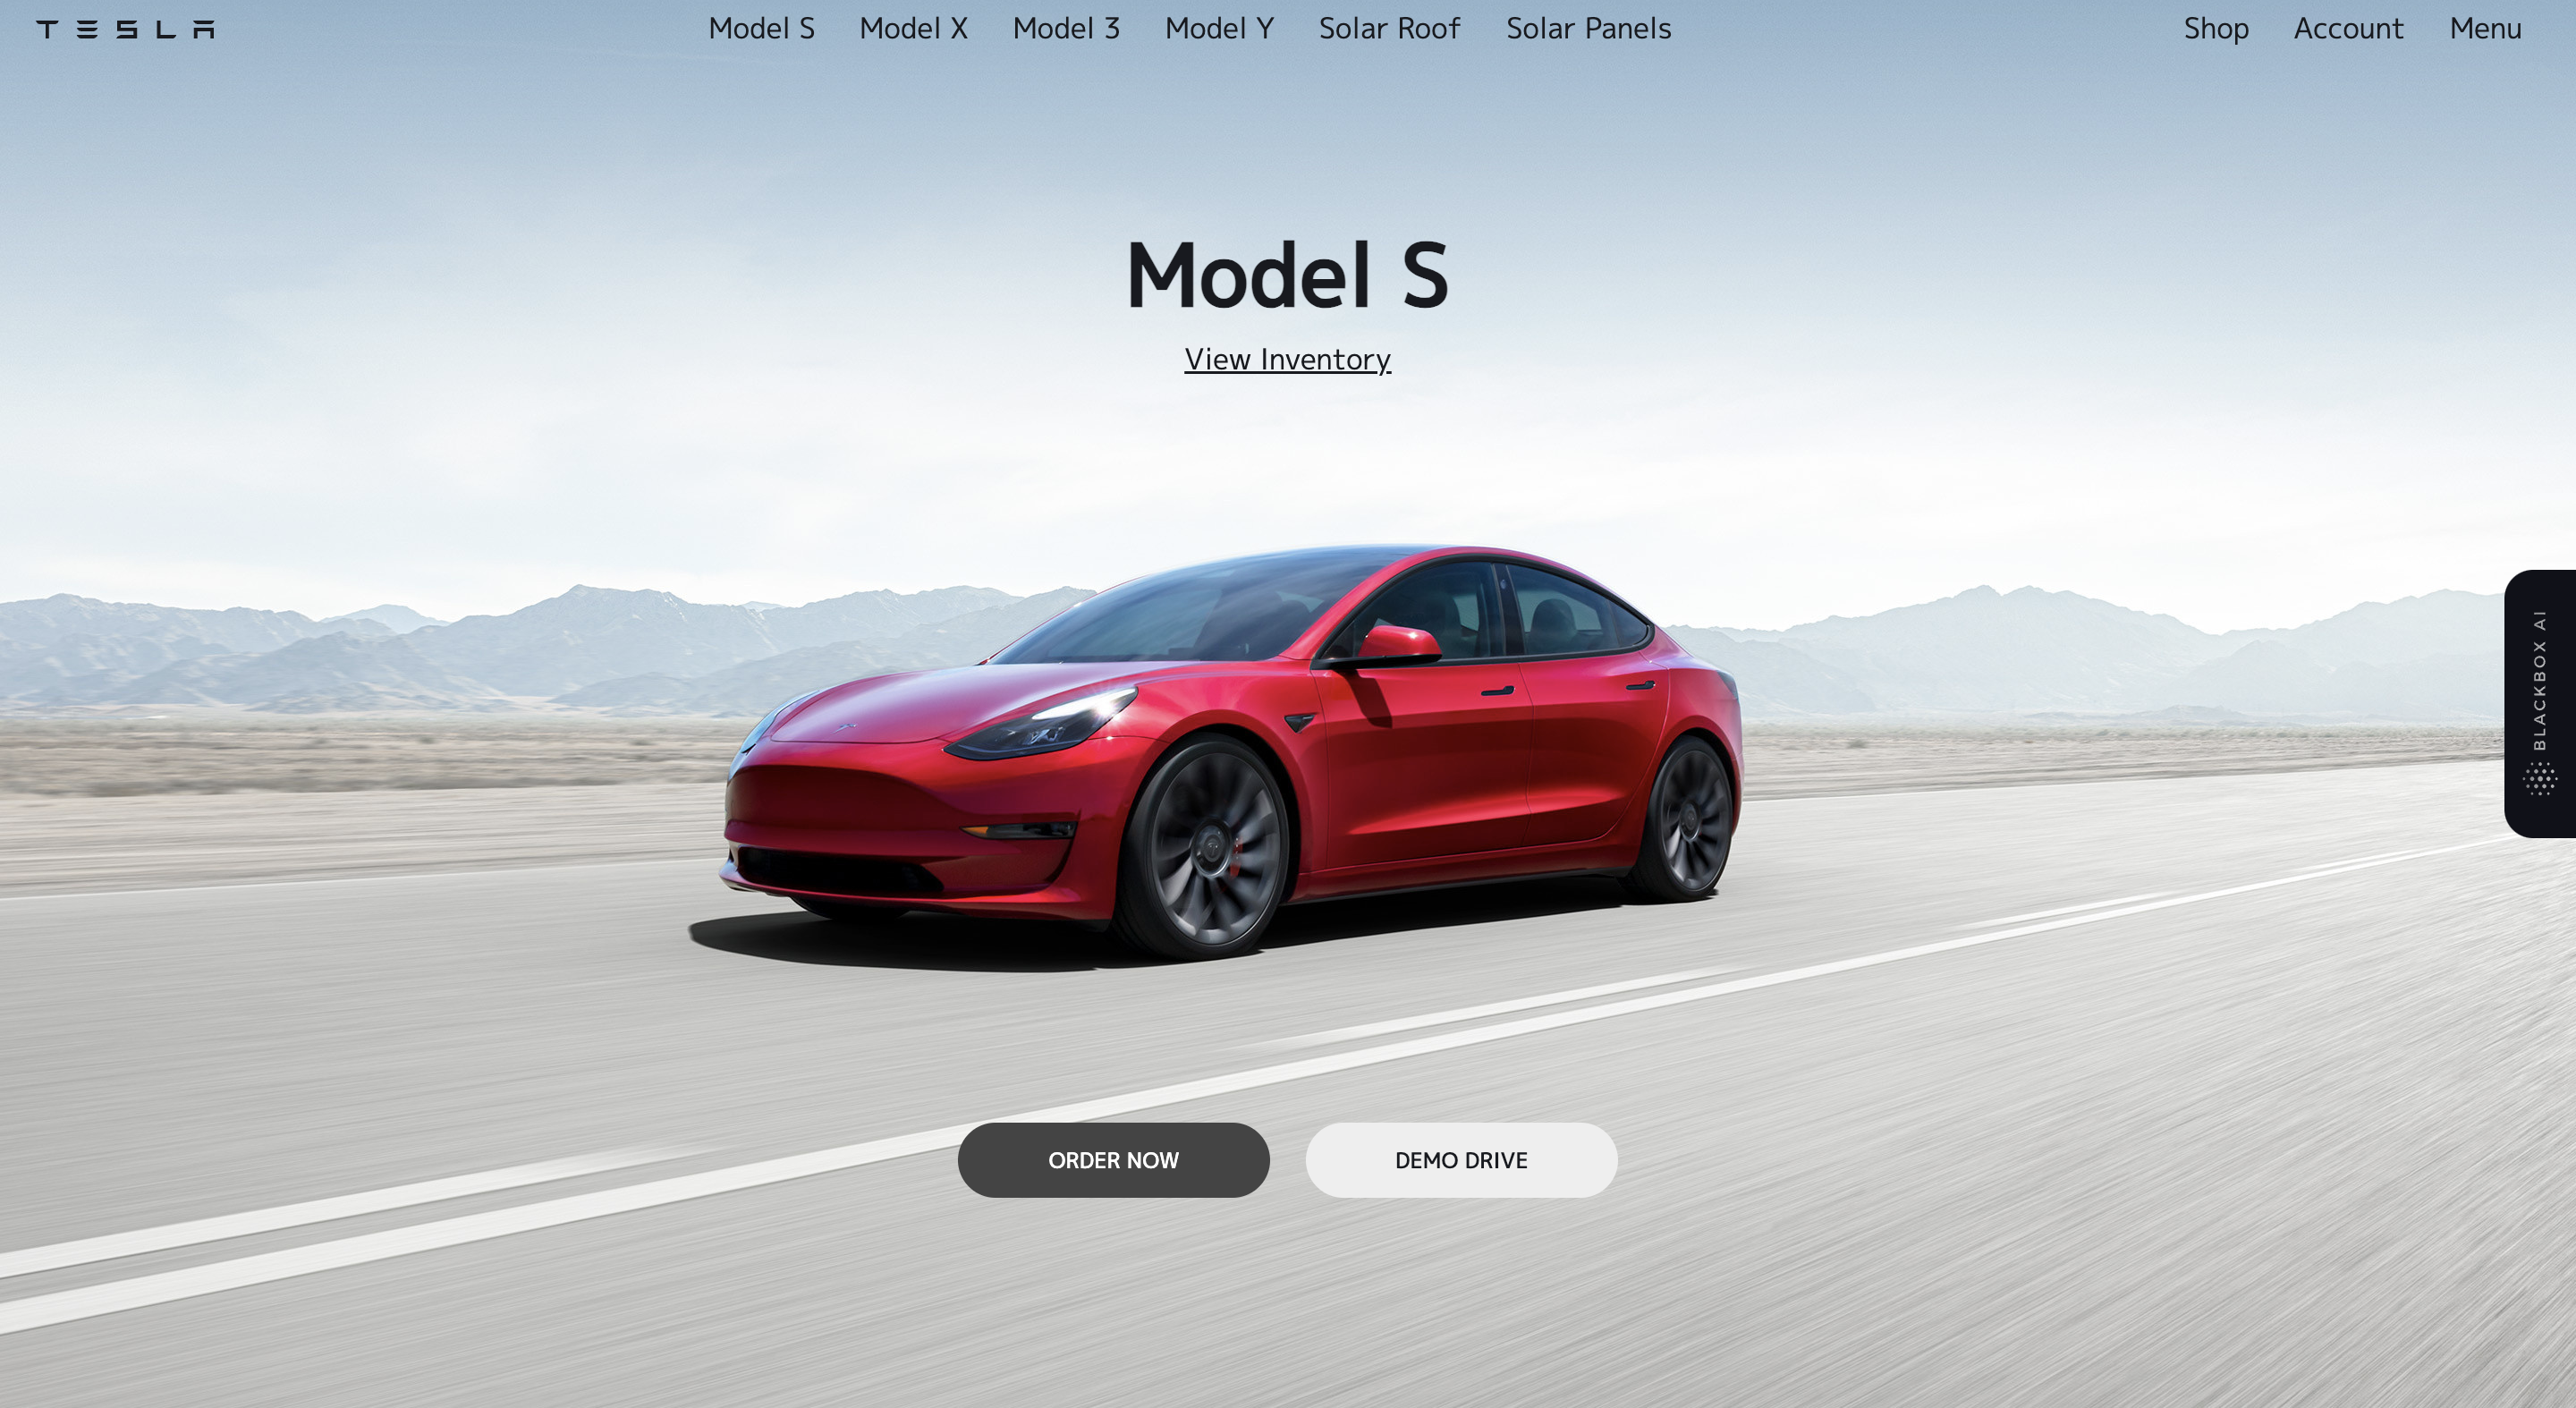 TESLA
Model S Model X Model 3 Model Y Solar Roof Solar Panels
Shop Account Menu
Model S
View Inventory
BLACKBOX AI
ORDER NOW
DEMO DRIVE